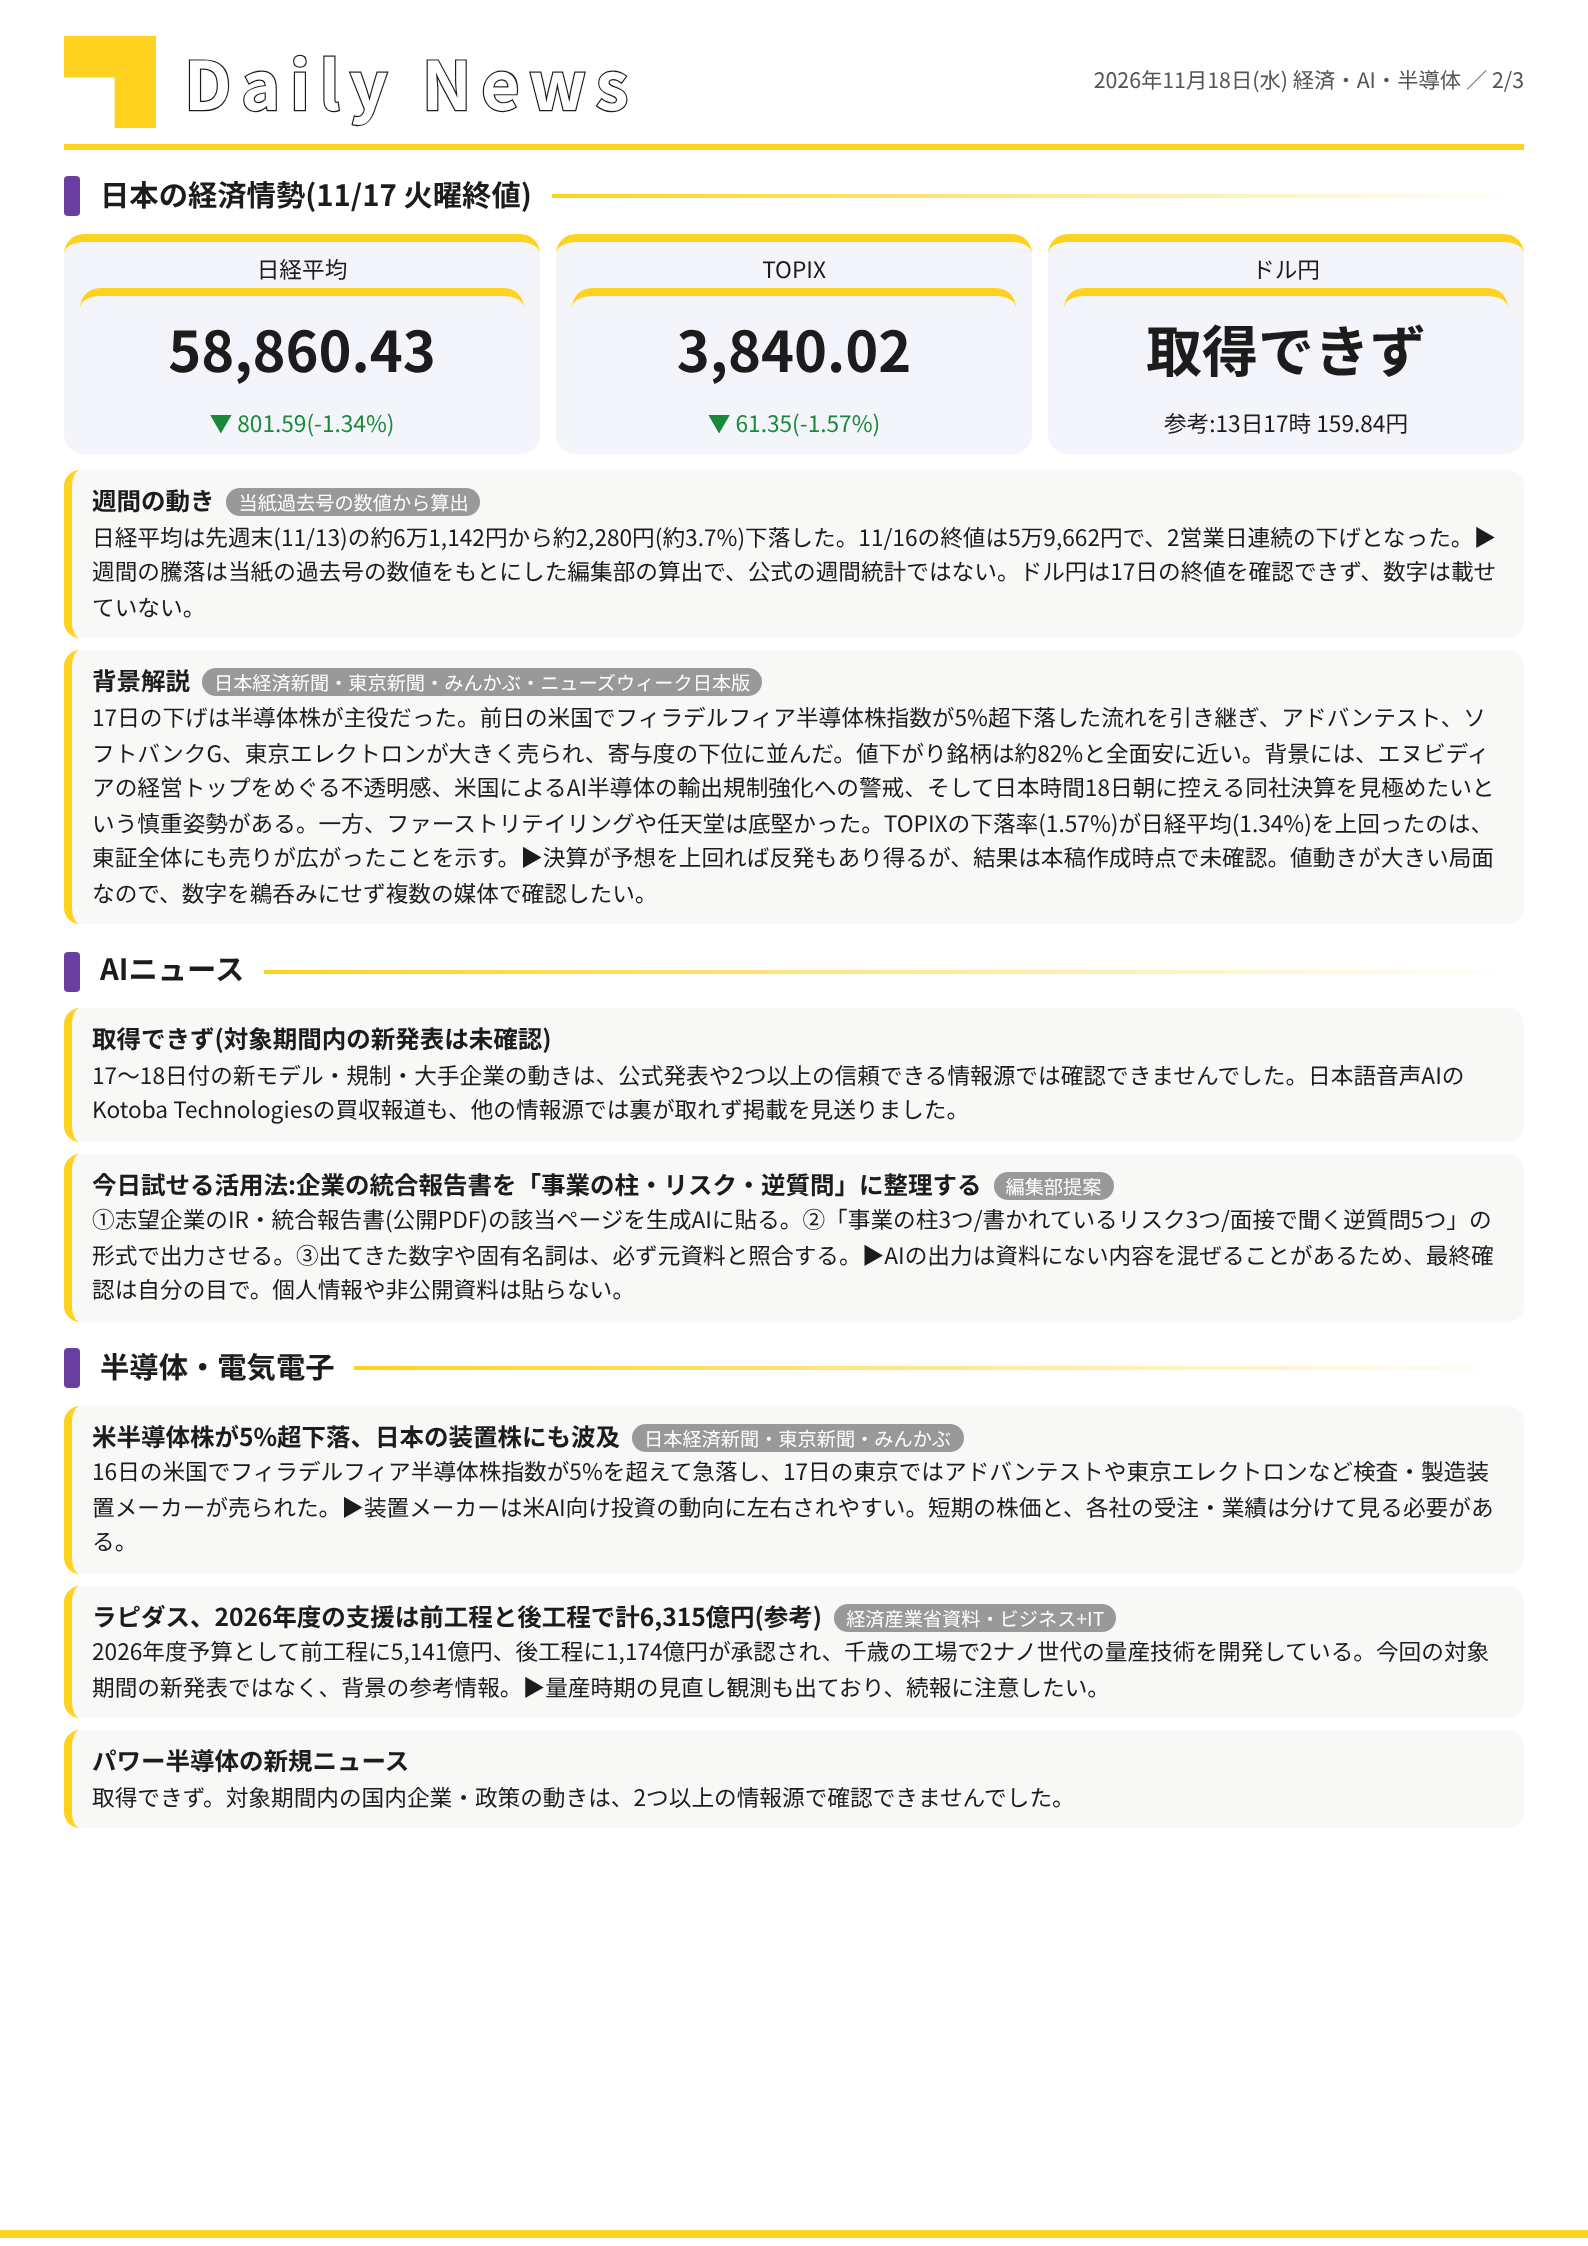 Daily News
2026年11月18日(水) 経済・AI・半導体 ／ 2/3
日本の経済情勢(11/17 火曜終値)
日経平均
58,860.43
▼ 801.59(-1.34%)
TOPIX
3,840.02
▼ 61.35(-1.57%)
ドル円
取得できず
参考:13日17時 159.84円
週間の動き 当紙過去号の数値から算出
日経平均は先週末(11/13)の約6万1,142円から約2,280円(約3.7%)下落した。11/16の終値は5万9,662円で、2営業日連続の下げとなった。▶
週間の騰落は当紙の過去号の数値をもとにした編集部の算出で、公式の週間統計ではない。ドル円は17日の終値を確認できず、数字は載せ
ていない。
背景解説 日本経済新聞・東京新聞・みんかぶ・ニューズウィーク日本版
17日の下げは半導体株が主役だった。前日の米国でフィラデルフィア半導体株指数が5%超下落した流れを引き継ぎ、アドバンテスト、ソ
フトバンクG、東京エレクトロンが大きく売られ、寄与度の下位に並んだ。値下がり銘柄は約82%と全面安に近い。背景には、エヌビディ
アの経営トップをめぐる不透明感、米国によるAI半導体の輸出規制強化への警戒、そして日本時間18日朝に控える同社決算を見極めたいと
いう慎重姿勢がある。一方、ファーストリテイリングや任天堂は底堅かった。TOPIXの下落率(1.57%)が日経平均(1.34%)を上回ったのは、
東証全体にも売りが広がったことを示す。▶決算が予想を上回れば反発もあり得るが、結果は本稿作成時点で未確認。値動きが大きい局面
なので、数字を鵜呑みにせず複数の媒体で確認したい。
AIニュース
取得できず(対象期間内の新発表は未確認)
17〜18日付の新モデル・規制・大手企業の動きは、公式発表や2つ以上の信頼できる情報源では確認できませんでした。日本語音声AIの
Kotoba Technologiesの買収報道も、他の情報源では裏が取れず掲載を見送りました。
今日試せる活用法:企業の統合報告書を「事業の柱・リスク・逆質問」に整理する 編集部提案
①志望企業のIR・統合報告書(公開PDF)の該当ページを生成AIに貼る。②「事業の柱3つ/書かれているリスク3つ/面接で聞く逆質問5つ」の
形式で出力させる。③出てきた数字や固有名詞は、必ず元資料と照合する。▶AIの出力は資料にない内容を混ぜることがあるため、最終確
認は自分の目で。個人情報や非公開資料は貼らない。
半導体・電気電子
米半導体株が5%超下落、日本の装置株にも波及 日本経済新聞・東京新聞・みんかぶ
16日の米国でフィラデルフィア半導体株指数が5%を超えて急落し、17日の東京ではアドバンテストや東京エレクトロンなど検査・製造装
置メーカーが売られた。▶装置メーカーは米AI向け投資の動向に左右されやすい。短期の株価と、各社の受注・業績は分けて見る必要があ
る。
ラピダス、2026年度の支援は前工程と後工程で計6,315億円(参考) 経済産業省資料・ビジネス+IT
2026年度予算として前工程に5,141億円、後工程に1,174億円が承認され、千歳の工場で2ナノ世代の量産技術を開発している。今回の対象
期間の新発表ではなく、背景の参考情報。▶量産時期の見直し観測も出ており、続報に注意したい。
パワー半導体の新規ニュース
取得できず。対象期間内の国内企業・政策の動きは、2つ以上の情報源で確認できませんでした。